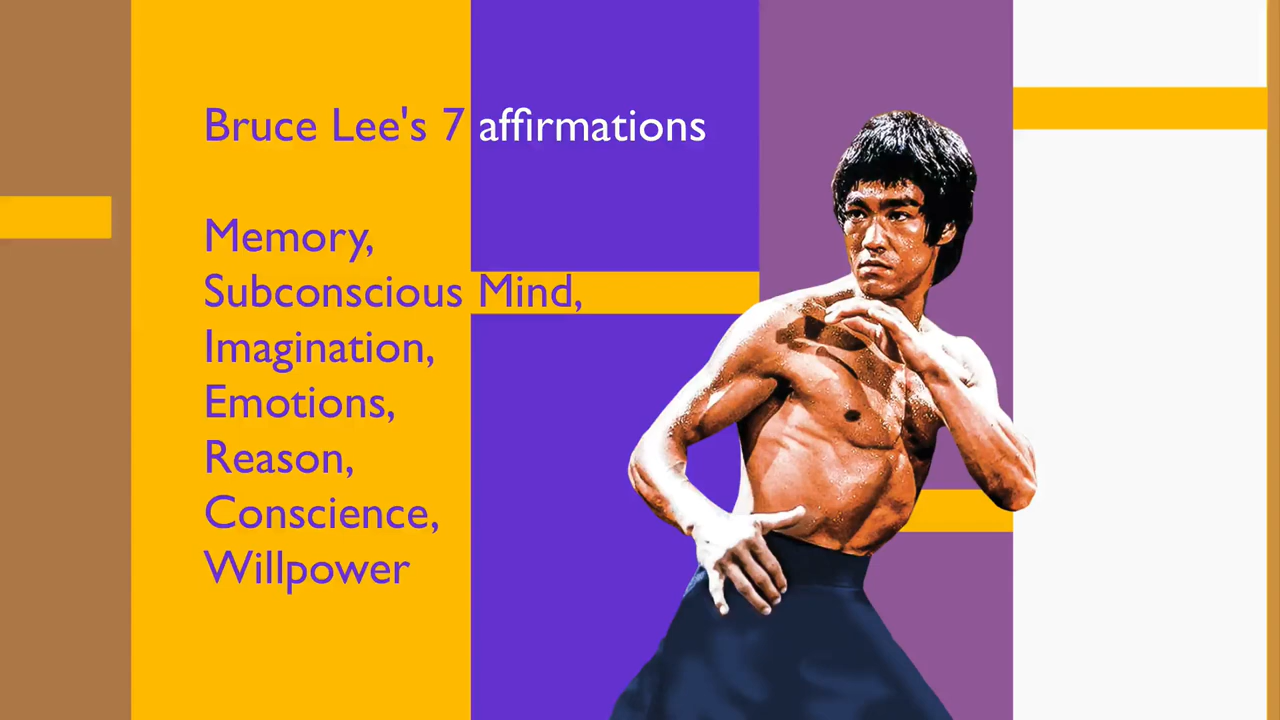 Bruce Lee's 7 affirmations
Memory,
Subconscious Mind,
Imagination,
Emotions,
Reason,
Conscience,
Willpower